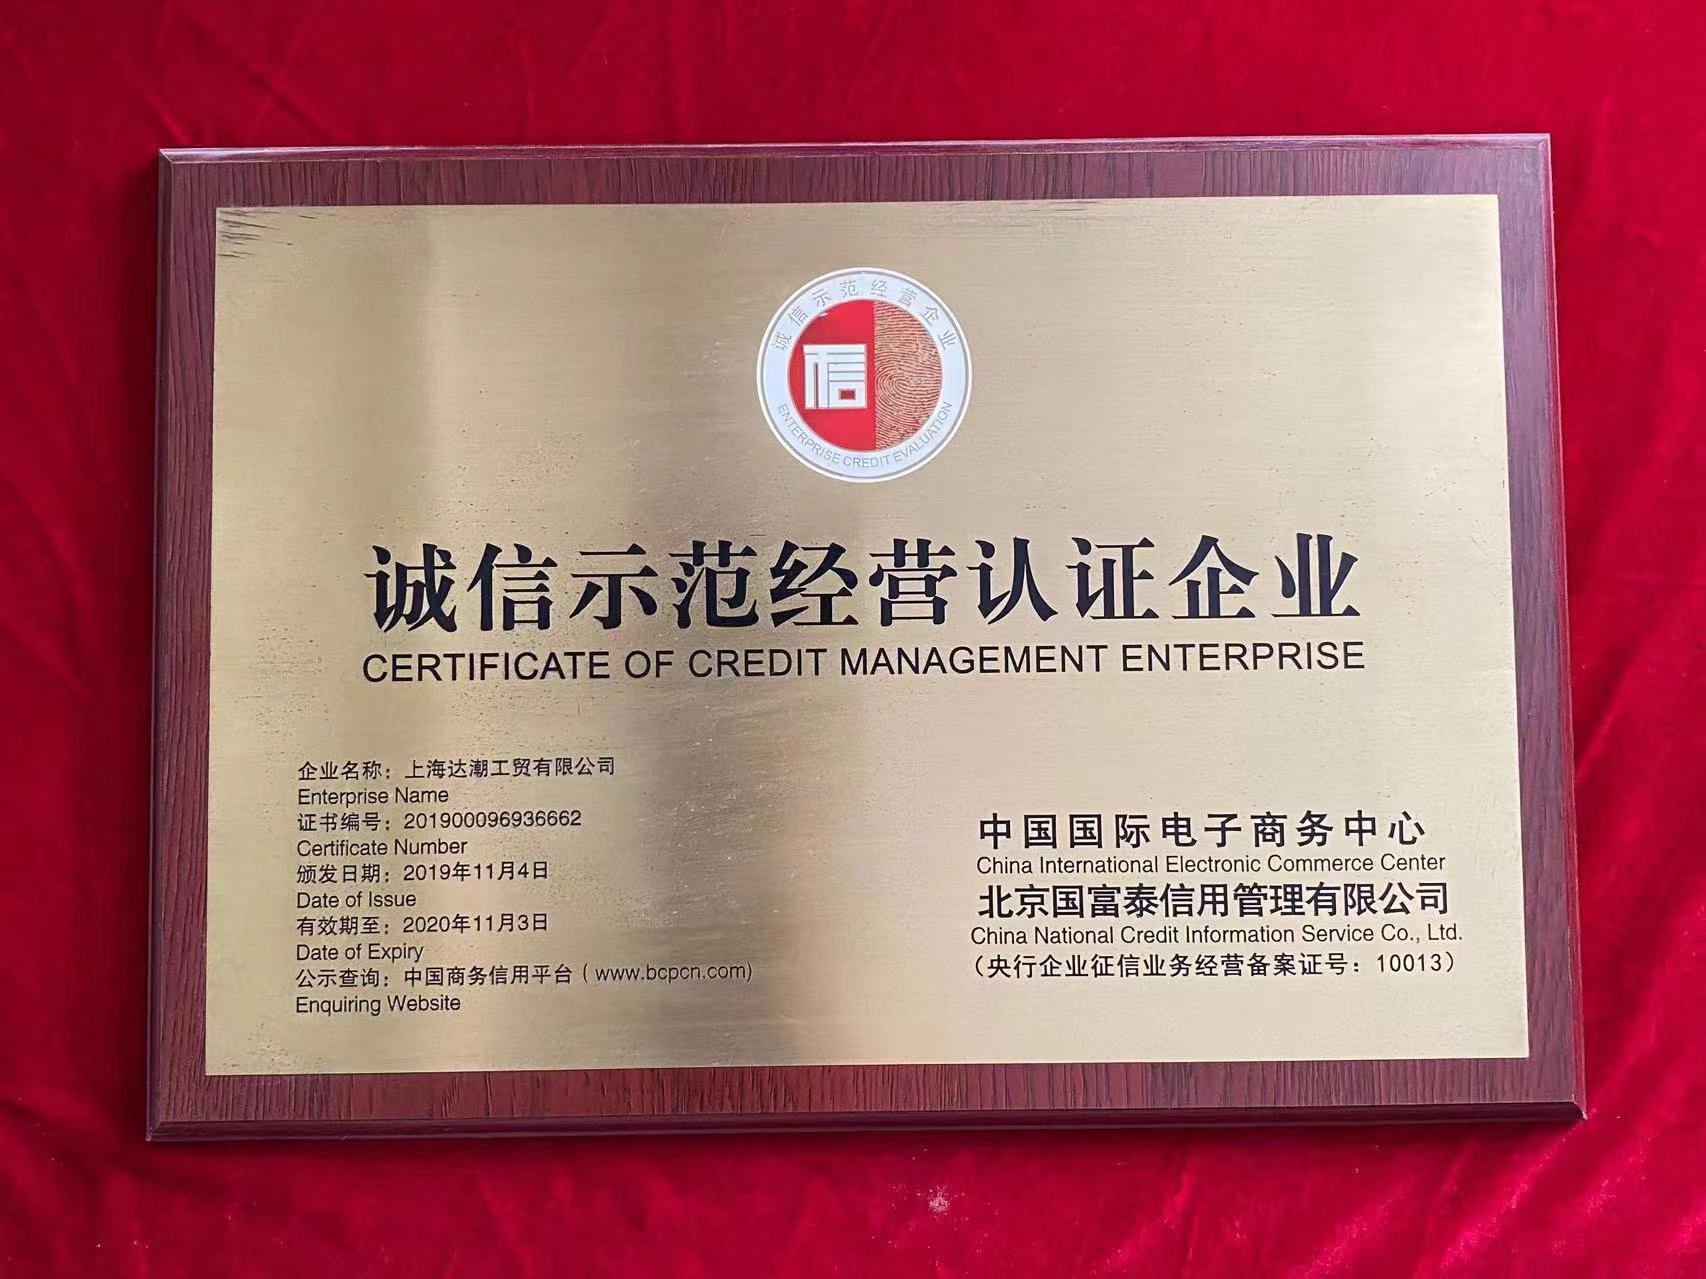 诚信示范经营企业
信
ENTERPRISE CREDIT EVALUATION
诚信示范经营认证企业
CERTIFICATE OF CREDIT MANAGEMENT ENTERPRISE
企业名称：上海达潮工贸有限公司
Enterprise Name
证书编号：201900096936662
Certificate Number
颁发日期：2019年11月4日
Date of Issue
有效期至：2020年11月3日
Date of Expiry
公示查询：中国商务信用平台（www.bcpcn.com）
Enquiring Website
中国国际电子商务中心
China International Electronic Commerce Center
北京国富泰信用管理有限公司
China National Credit Information Service Co., Ltd.
（央行企业征信业务经营备案证号：10013）